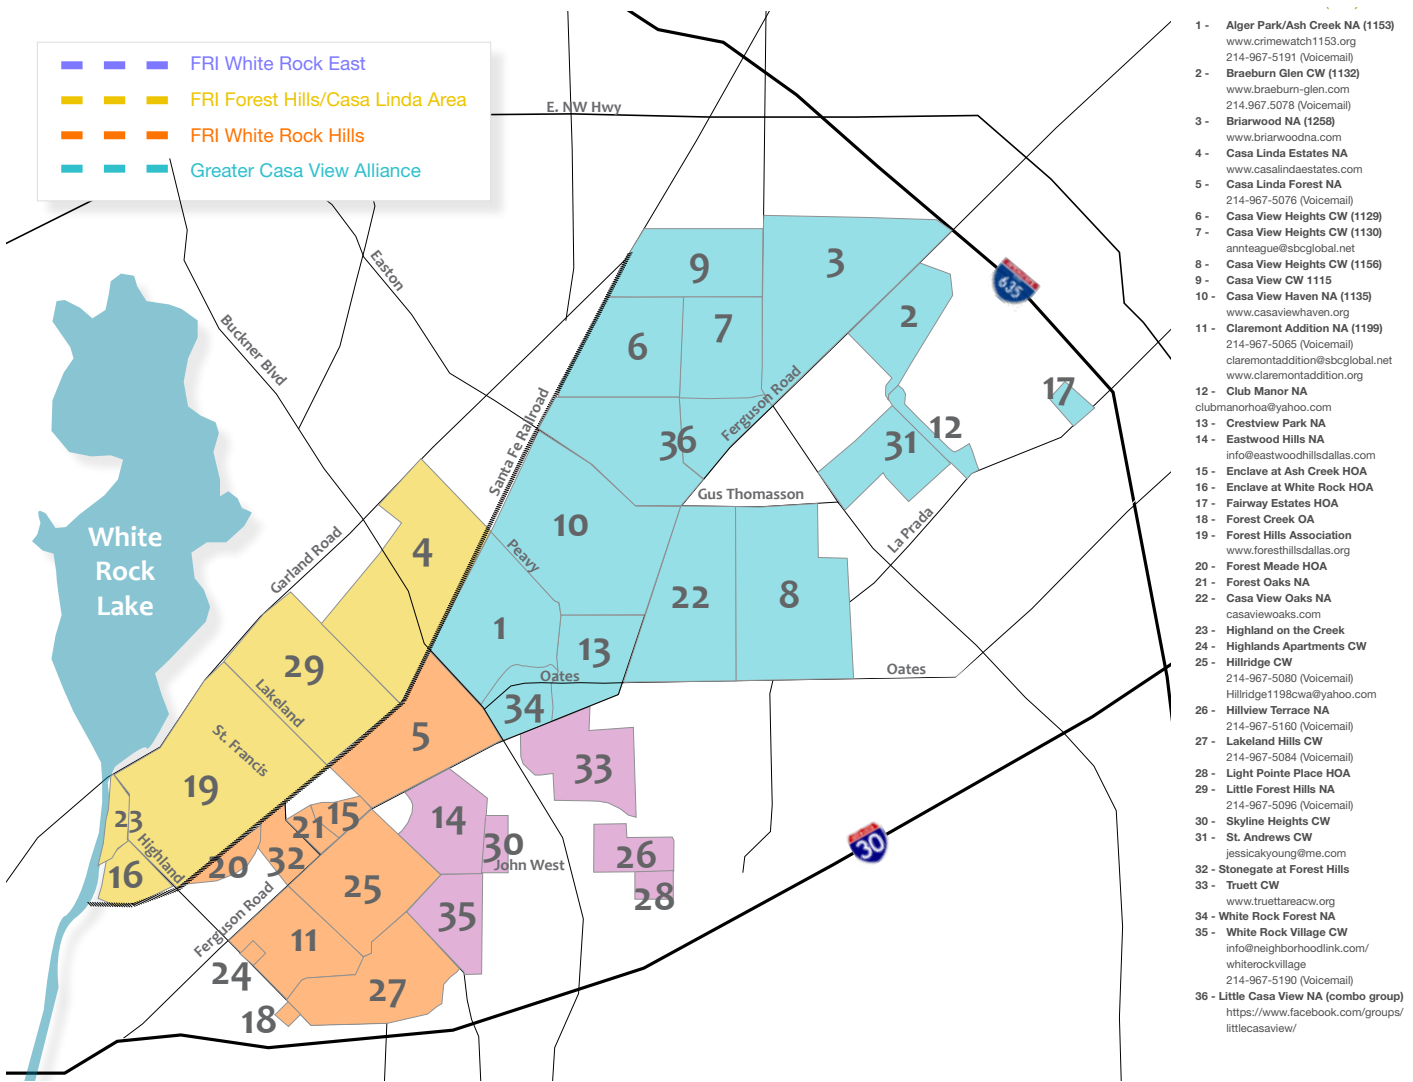 FRI White Rock East
FRI Forest Hills/Casa Linda Area
FRI White Rock Hills
Greater Casa View Alliance
E. NW Hwy
Easton
Buckner Blvd
Santa Fe Railroad
Ferguson Road
Gus Thomasson
La Prada
Garland Road
Peavy
Oates
Oates
Lakeland
St. Francis
Highland
Ferguson Road
John West
White
Rock
Lake
635
30
9
3
2
6
7
17
36
12
31
10
4
22
8
1
13
29
34
5
33
19
23
15
21
14
30
16
20
32
26
25
28
35
11
24
27
18
1 - Alger Park/Ash Creek NA (1153)
www.crimewatch1153.org
214-967-5191 (Voicemail)
2 - Braeburn Glen CW (1132)
www.braeburn-glen.com
214.967.5078 (Voicemail)
3 - Briarwood NA (1258)
www.briarwoodna.com
4 - Casa Linda Estates NA
www.casalindaestates.com
5 - Casa Linda Forest NA
214-967-5076 (Voicemail)
6 - Casa View Heights CW (1129)
7 - Casa View Heights CW (1130)
annteague@sbcglobal.net
8 - Casa View Heights CW (1156)
9 - Casa View CW 1115
10 - Casa View Haven NA (1135)
www.casaviewhaven.org
11 - Claremont Addition NA (1199)
214-967-5065 (Voicemail)
claremontaddition@sbcglobal.net
www.claremontaddition.org
12 - Club Manor NA
clubmanorhoa@yahoo.com
13 - Crestview Park NA
14 - Eastwood Hills NA
info@eastwoodhillsdallas.com
15 - Enclave at Ash Creek HOA
16 - Enclave at White Rock HOA
17 - Fairway Estates HOA
18 - Forest Creek OA
19 - Forest Hills Association
www.foresthillsdallas.org
20 - Forest Meade HOA
21 - Forest Oaks NA
22 - Casa View Oaks NA
casaviewoaks.com
23 - Highland on the Creek
24 - Highlands Apartments CW
25 - Hillridge CW
214-967-5080 (Voicemail)
Hillridge1198cwa@yahoo.com
26 - Hillview Terrace NA
214-967-5160 (Voicemail)
27 - Lakeland Hills CW
214-967-5084 (Voicemail)
28 - Light Pointe Place HOA
29 - Little Forest Hills NA
214-967-5096 (Voicemail)
30 - Skyline Heights CW
31 - St. Andrews CW
jessicakyoung@me.com
32 - Stonegate at Forest Hills
33 - Truett CW
www.truettareacw.org
34 - White Rock Forest NA
35 - White Rock Village CW
info@neighborhoodlink.com/
whiterockvillage
214-967-5190 (Voicemail)
36 - Little Casa View NA (combo group)
https://www.facebook.com/groups/
littlecasaview/